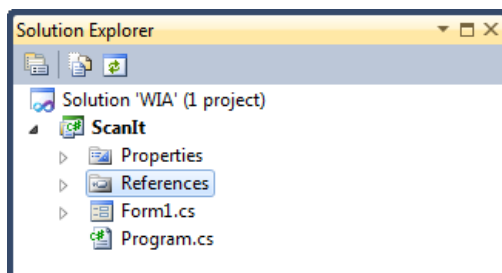 Solution Explorer
Solution 'WIA' (1 project)
ScanIt
Properties
References
Form1.cs
Program.cs